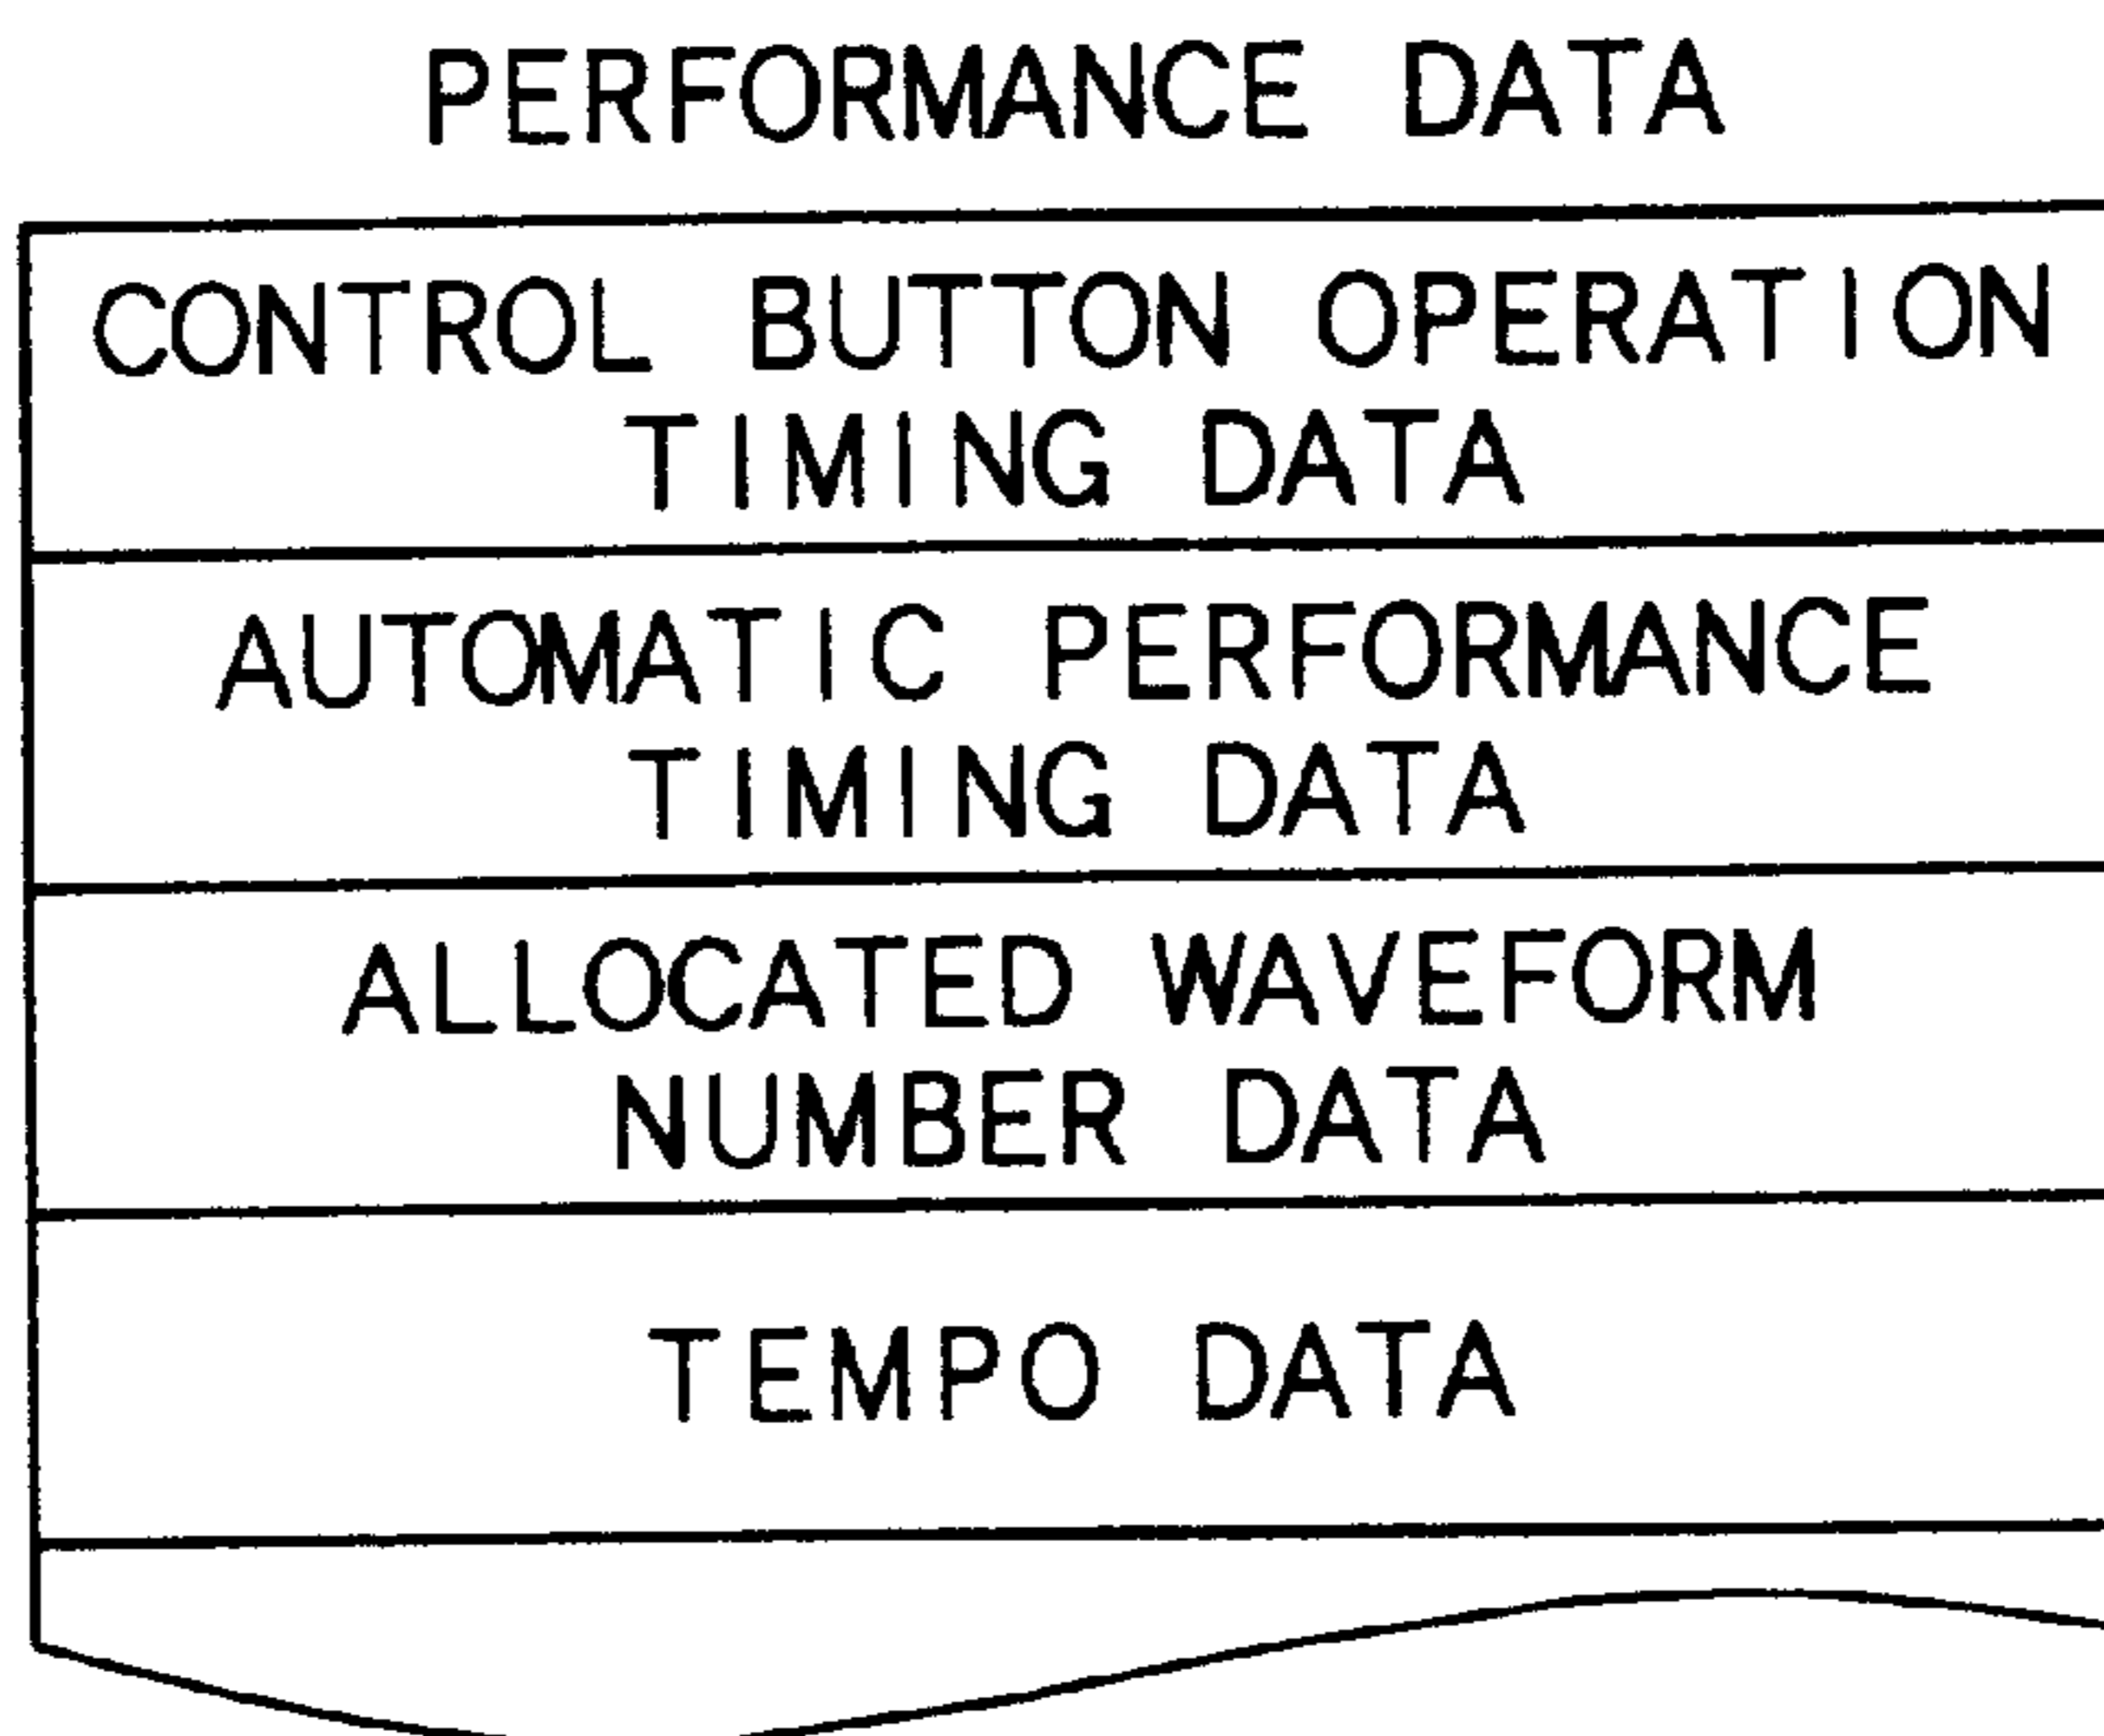 PERFORMANCE DATA
CONTROL BUTTON OPERATION
TIMING DATA
AUTOMATIC PERFORMANCE
TIMING DATA
ALLOCATED WAVEFORM
NUMBER DATA
TEMPO DATA